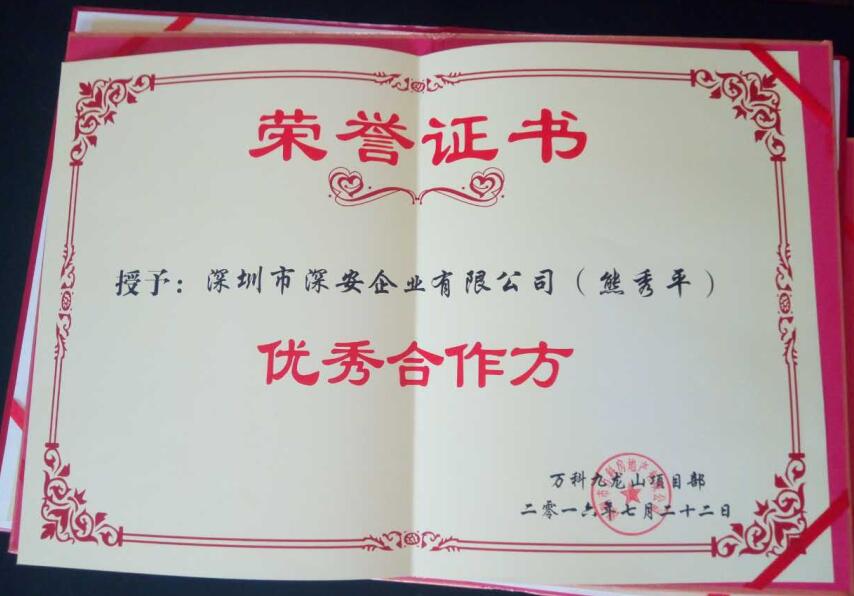 荣誉证书
授予：深圳市深安企业有限公司（熊秀平）
优秀合作方
万科九龙山项目部
二零一六年七月二十二日